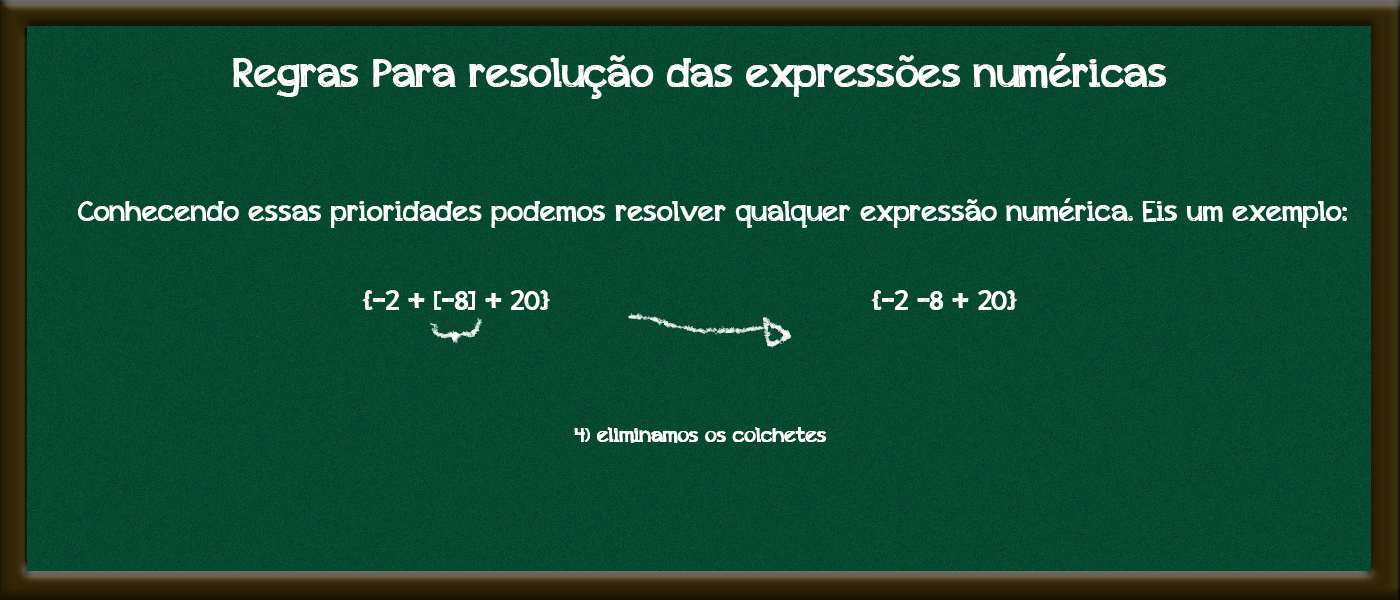 Regras Para resolução das expressões numéricas
Conhecendo essas prioridades podemos resolver qualquer expressão numérica. Eis um exemplo:
{-2 + [-8] + 20} {-2 -8 + 20}
4) eliminamos os colchetes